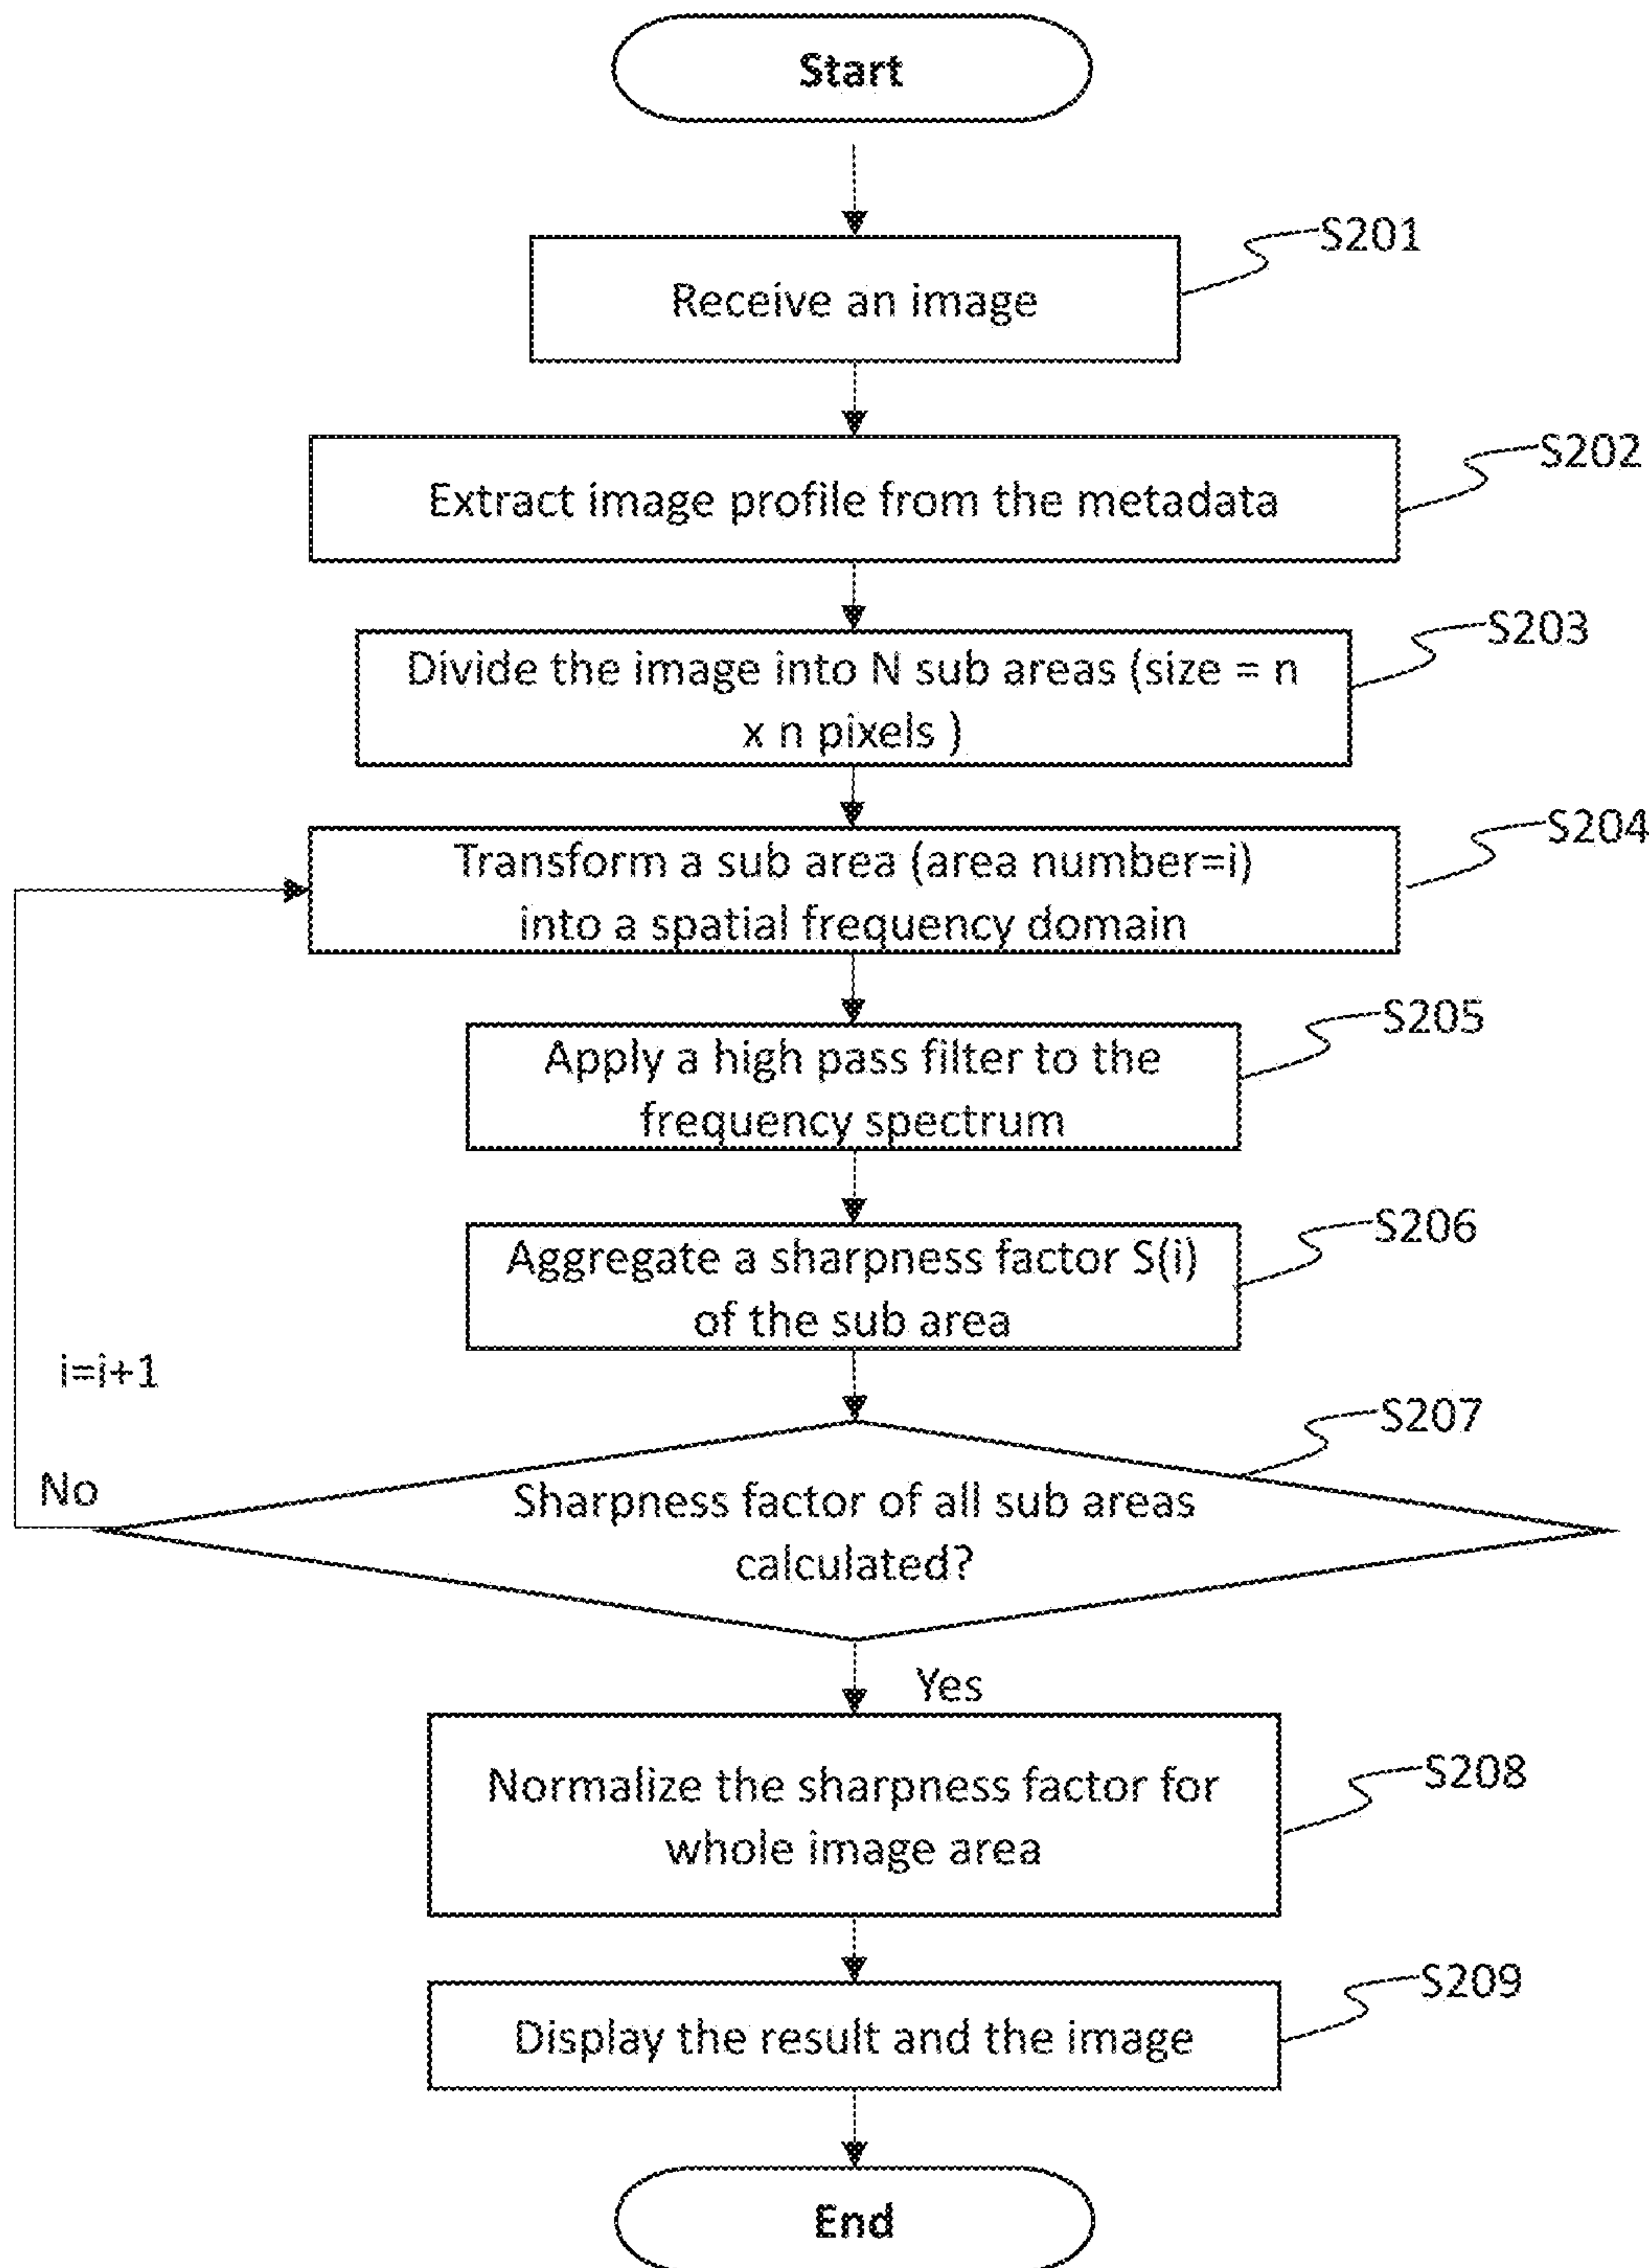 Start
S201
Receive an image
S202
Extract image profile from the metadata
S203
Divide the image into N sub areas (size = n
x n pixels )
S204
Transform a sub area (area number=i)
into a spatial frequency domain
S205
Apply a high pass filter to the
frequency spectrum
S206
Aggregate a sharpness factor S(i)
of the sub area
i=i+1
S207
No
Sharpness factor of all sub areas
calculated?
Yes
S208
Normalize the sharpness factor for
whole image area
S209
Display the result and the image
End